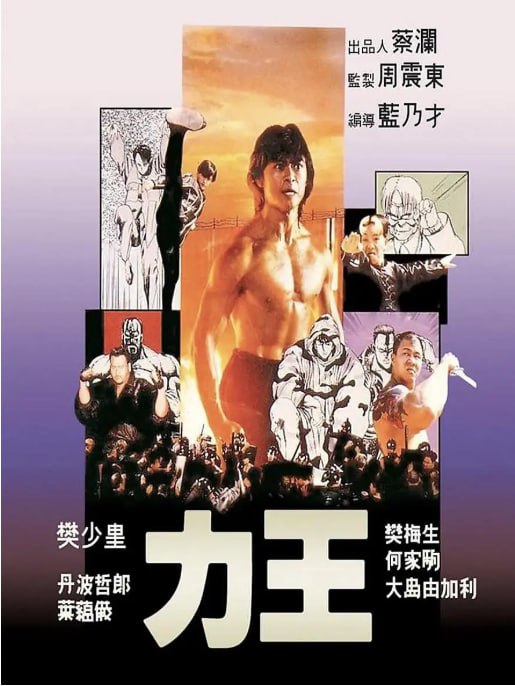 出品人 蔡瀾
監製 周震東
編導 藍乃才
樊少皇
丹波哲郎
葉蘊儀
力王
樊梅生
何家駒
大島由加利